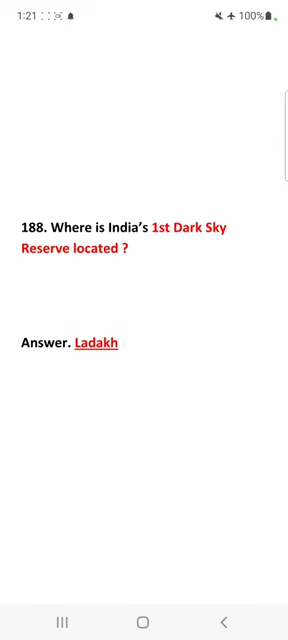 1:21 100%
188. Where is India's 1st Dark Sky
Reserve located ?
Answer. Ladakh